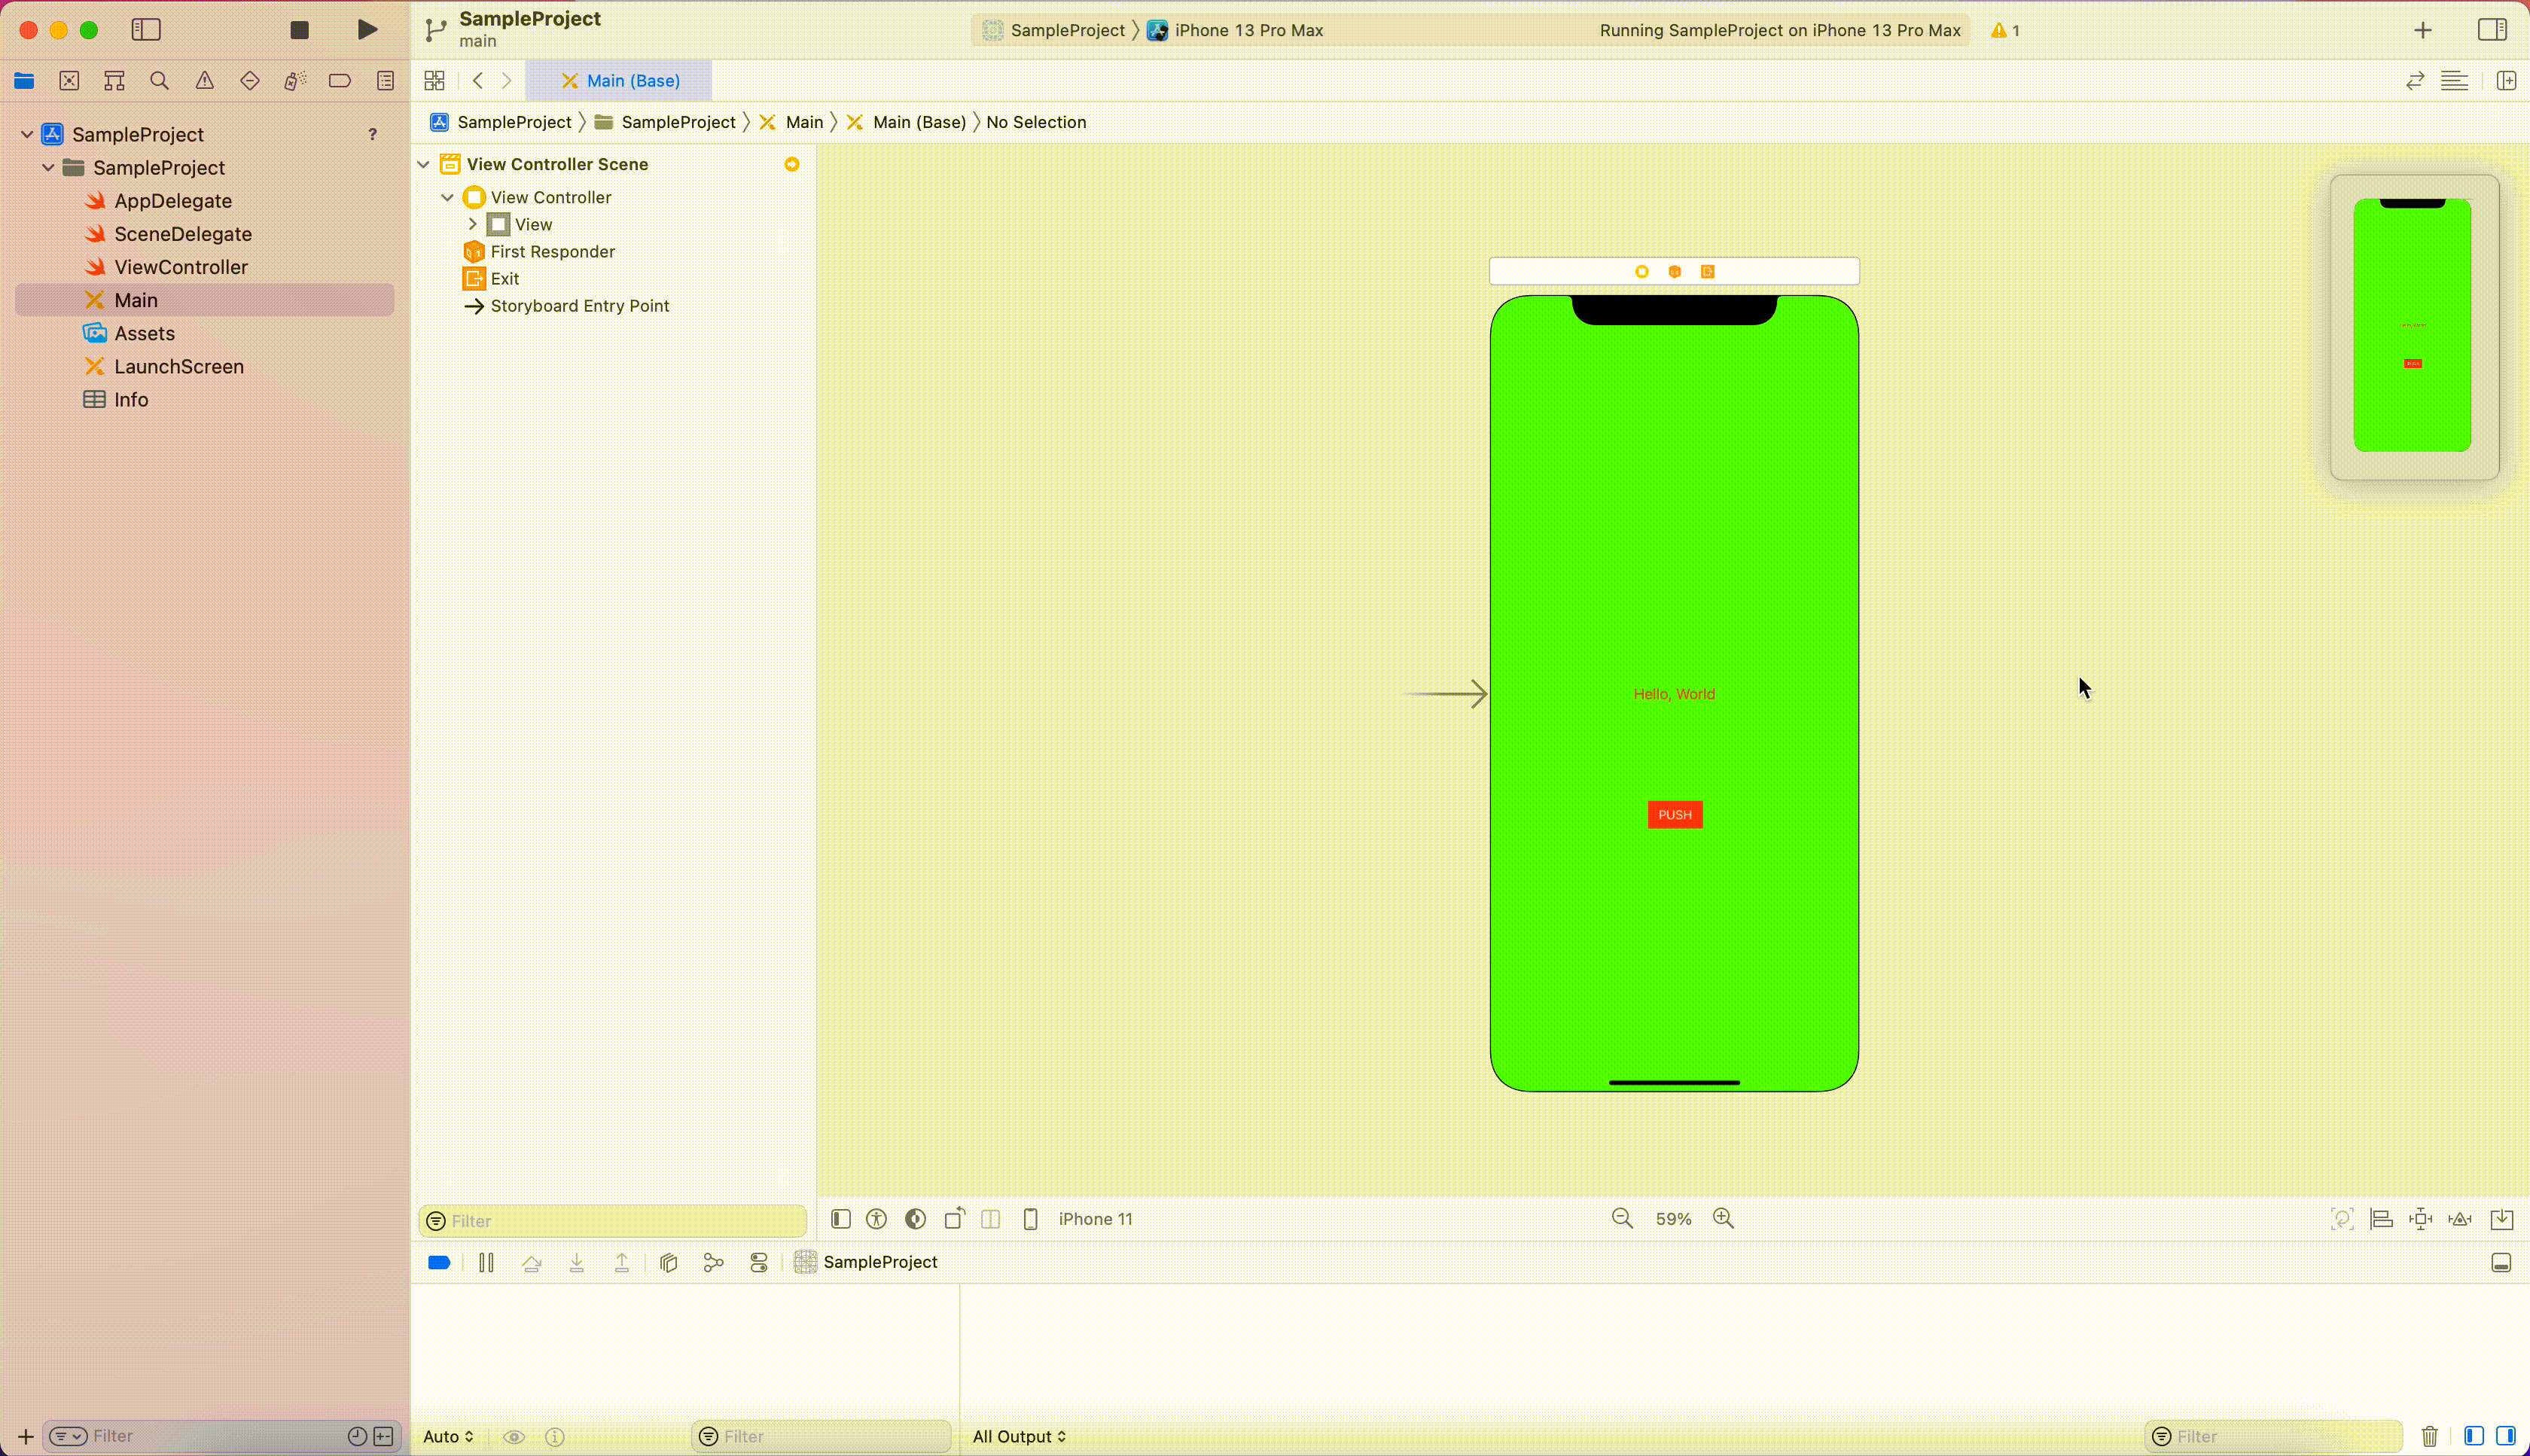 SampleProject
main
SampleProject
iPhone 13 Pro Max
Running SampleProject on iPhone 13 Pro Max
1
Main (Base)
SampleProject
SampleProject
Main
Main (Base)
No Selection
SampleProject
?
SampleProject
AppDelegate
SceneDelegate
ViewController
Main
Assets
LaunchScreen
Info
View Controller Scene
View Controller
View
First Responder
Exit
Storyboard Entry Point
Hello, World
PUSH
Filter
iPhone 11
59%
SampleProject
Filter
Auto
Filter
All Output
Filter